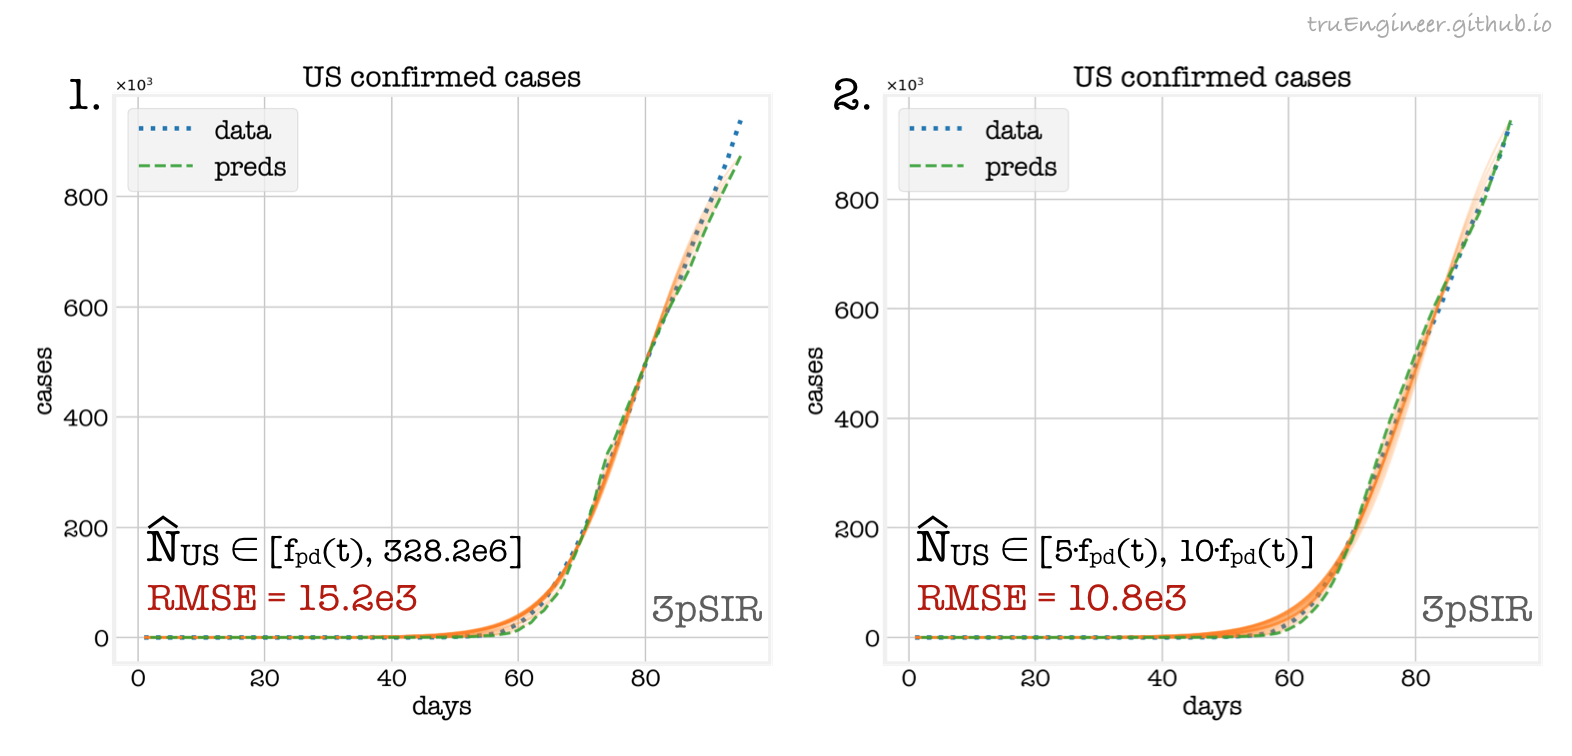 truEngineer.github.io
1.
×10³
US confirmed cases
data
preds
800
600
400
200
0
cases
N̂US ∈ [fpd(t), 328.2e6]
RMSE = 15.2e3
3pSIR
0 20 40 60 80
days
2.
×10³
US confirmed cases
data
preds
800
600
400
200
0
cases
N̂US ∈ [5·fpd(t), 10·fpd(t)]
RMSE = 10.8e3
3pSIR
0 20 40 60 80
days